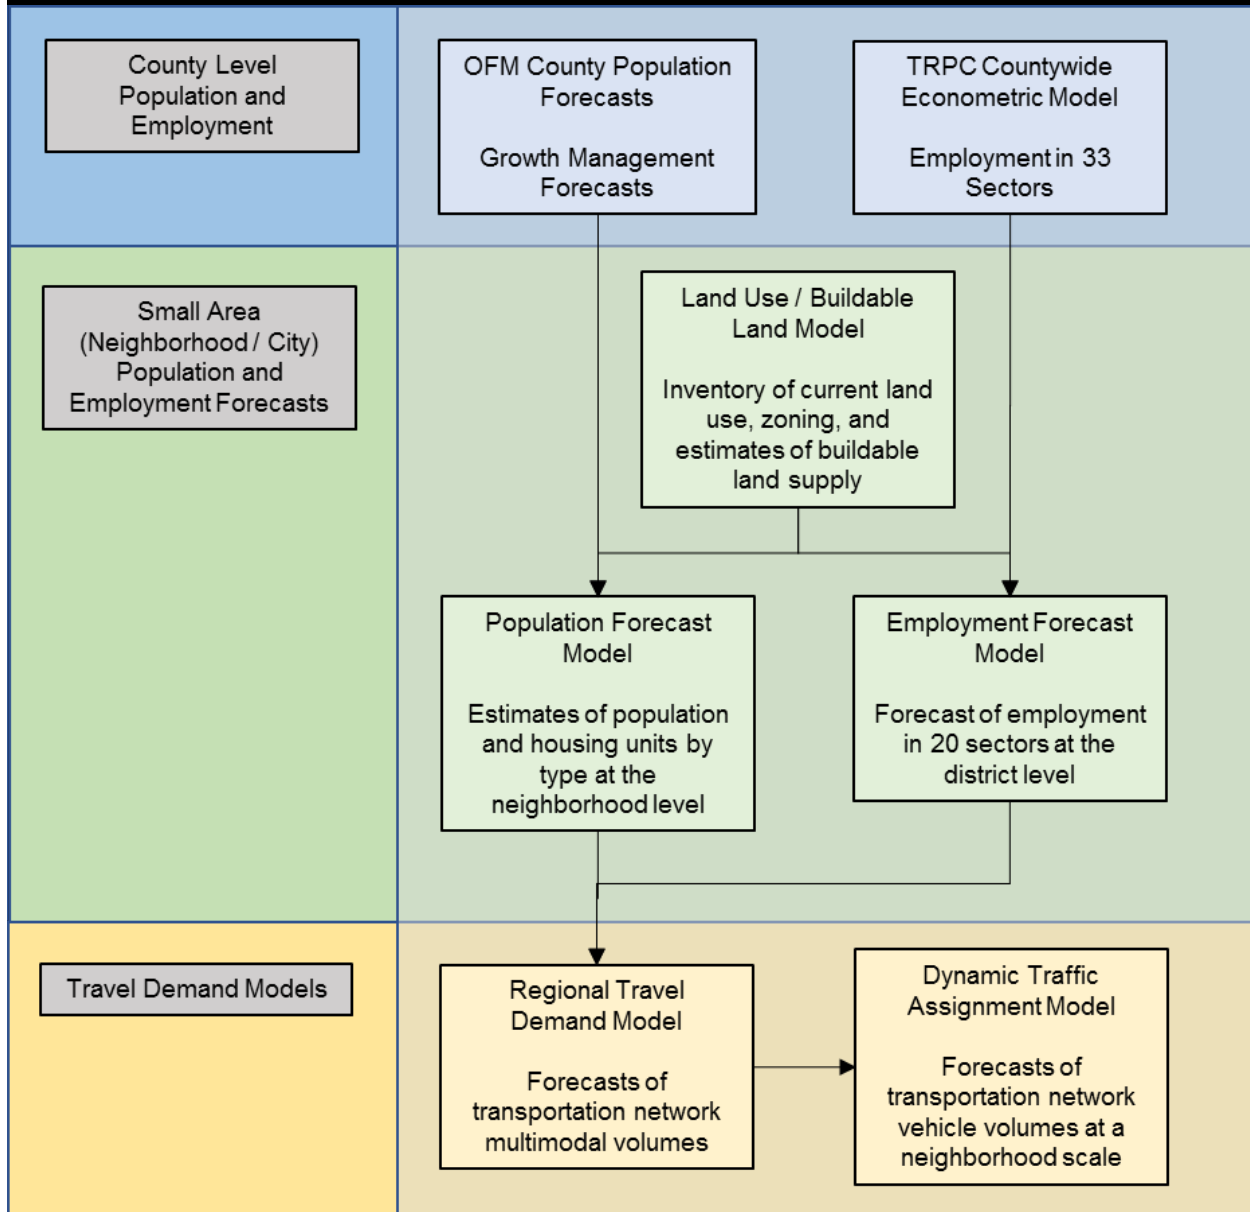 County Level
Population and
Employment
OFM County Population
Forecasts
Growth Management
Forecasts
TRPC Countywide
Econometric Model
Employment in 33
Sectors
Small Area
(Neighborhood / City)
Population and
Employment Forecasts
Land Use / Buildable
Land Model
Inventory of current land
use, zoning, and
estimates of buildable
land supply
Population Forecast
Model
Estimates of population
and housing units by
type at the
neighborhood level
Employment Forecast
Model
Forecast of employment
in 20 sectors at the
district level
Travel Demand Models
Regional Travel
Demand Model
Forecasts of
transportation network
multimodal volumes
Dynamic Traffic
Assignment Model
Forecasts of
transportation network
vehicle volumes at a
neighborhood scale